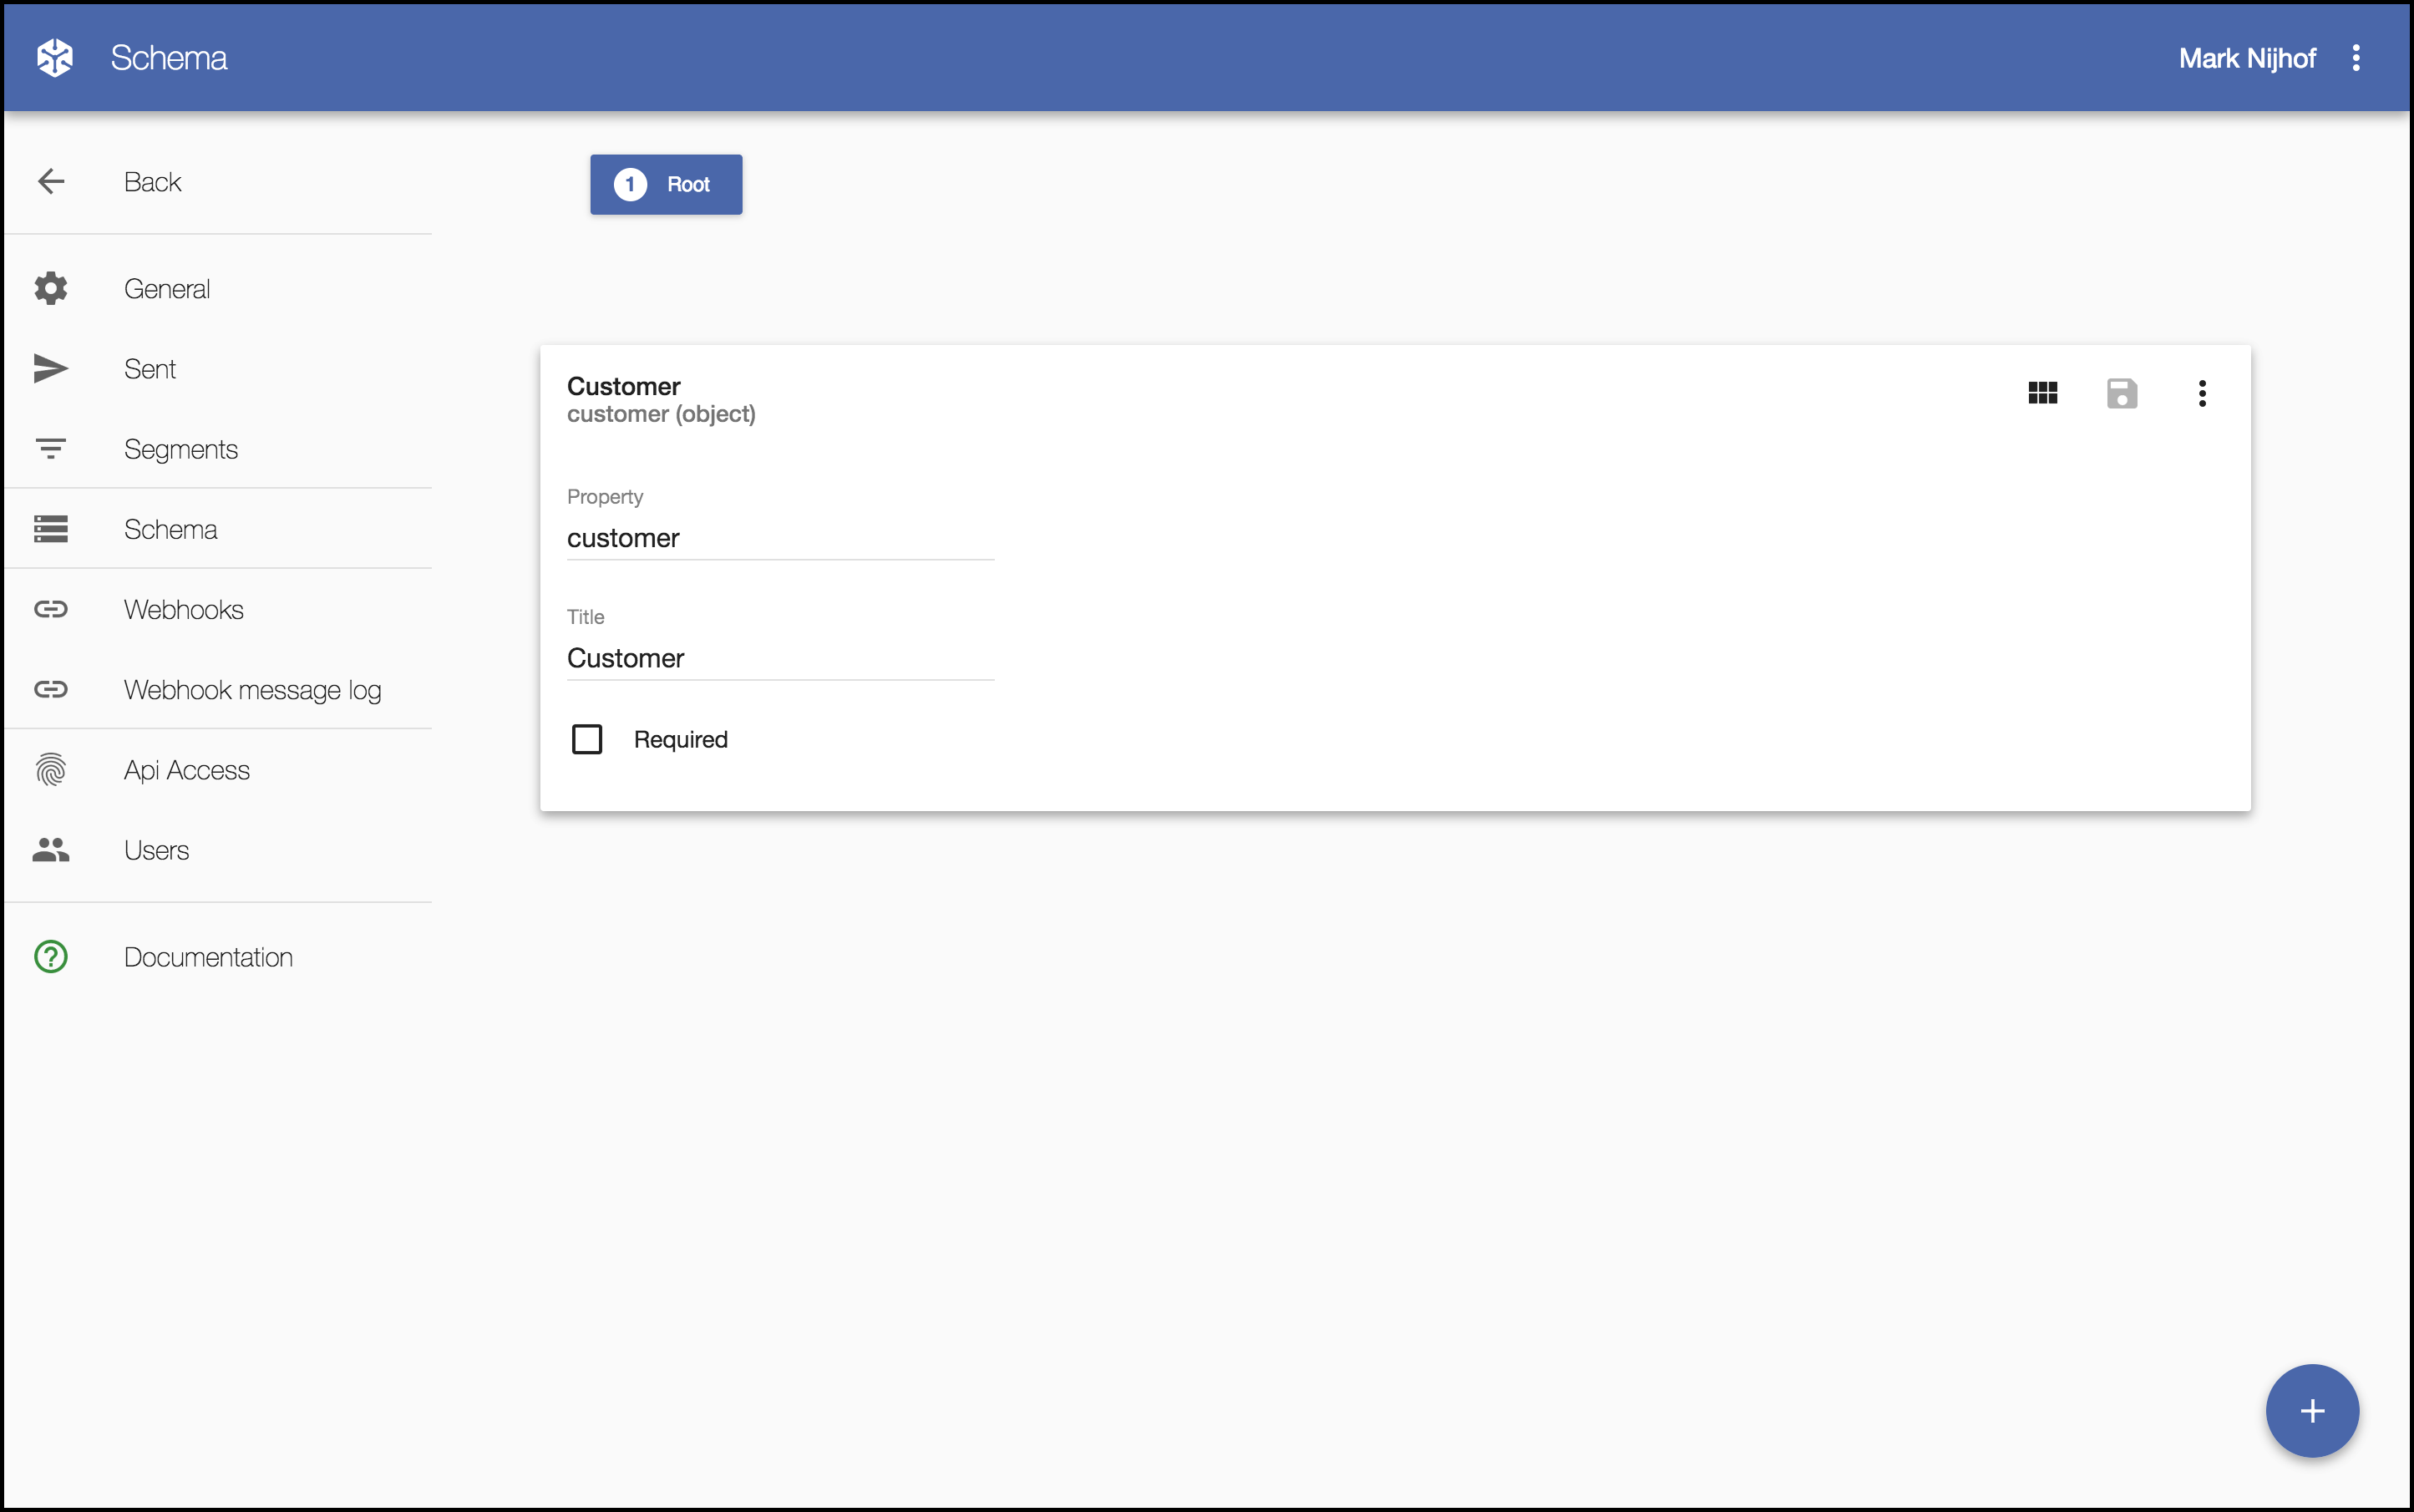 Schema
Mark Nijhof
Back
General
Sent
Segments
Schema
Webhooks
Webhook message log
Api Access
Users
Documentation
1 Root
Customer
customer (object)
Property
customer
Title
Customer
Required